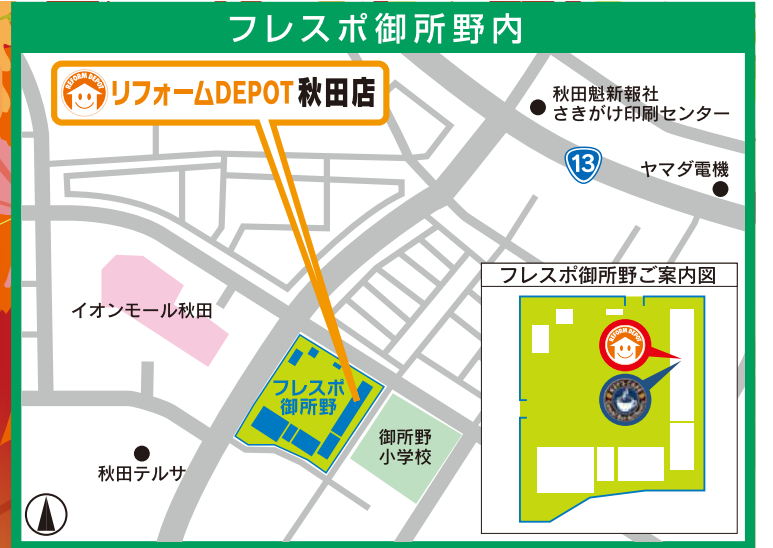 フレスポ御所野内
REFORM DEPOT
リフォームDEPOT 秋田店
秋田魁新報社
さきがけ印刷センター
13
ヤマダ電機
イオンモール秋田
フレスポ御所野ご案内図
REFORM DEPOT
フレスポ
御所野
御所野
小学校
秋田テルサ